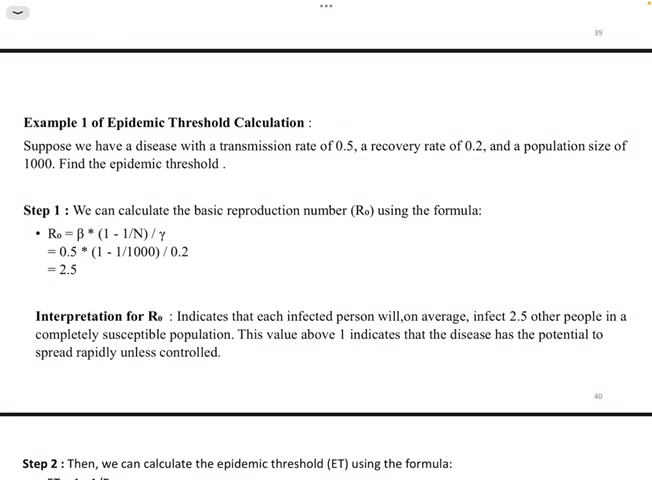 39
Example 1 of Epidemic Threshold Calculation :
Suppose we have a disease with a transmission rate of 0.5, a recovery rate of 0.2, and a population size of
1000. Find the epidemic threshold .
Step 1 : We can calculate the basic reproduction number (R₀) using the formula:
• R₀ = β * (1 - 1/N) / γ
= 0.5 * (1 - 1/1000) / 0.2
= 2.5
Interpretation for R₀ : Indicates that each infected person will,on average, infect 2.5 other people in a
completely susceptible population. This value above 1 indicates that the disease has the potential to
spread rapidly unless controlled.
40
Step 2 : Then, we can calculate the epidemic threshold (ET) using the formula: